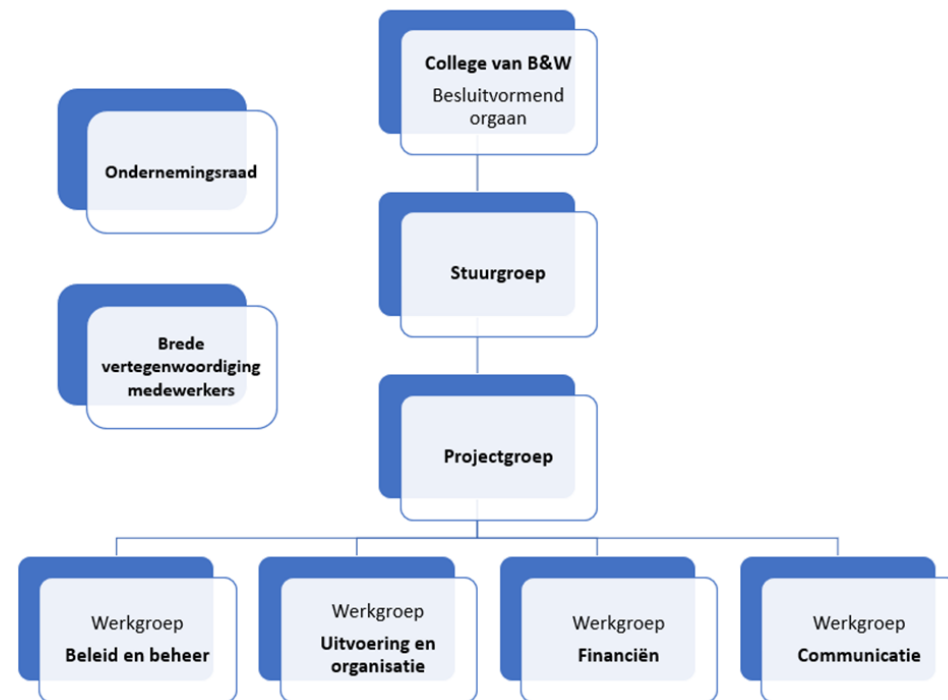 College van B&W
Besluitvormend
orgaan
Ondernemingsraad
Stuurgroep
Brede
vertegenwoordiging
medewerkers
Projectgroep
Werkgroep
Beleid en beheer
Werkgroep
Uitvoering en
organisatie
Werkgroep
Financiën
Werkgroep
Communicatie